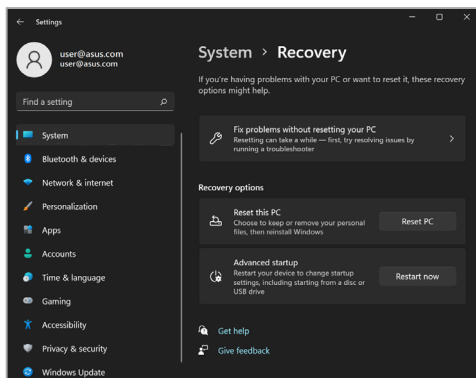 Settings
user@asus.com
user@asus.com
Find a setting
System
Bluetooth & devices
Network & internet
Personalization
Apps
Accounts
Time & language
Gaming
Accessibility
Privacy & security
Windows Update
System > Recovery
If you're having problems with your PC or want to reset it, these recovery
options might help.
Fix problems without resetting your PC
Resetting can take a while — first, try resolving issues by
running a troubleshooter
Recovery options
Reset this PC
Choose to keep or remove your personal
files, then reinstall Windows
Reset PC
Advanced startup
Restart your device to change startup
settings, including starting from a disc or
USB drive
Restart now
Get help
Give feedback